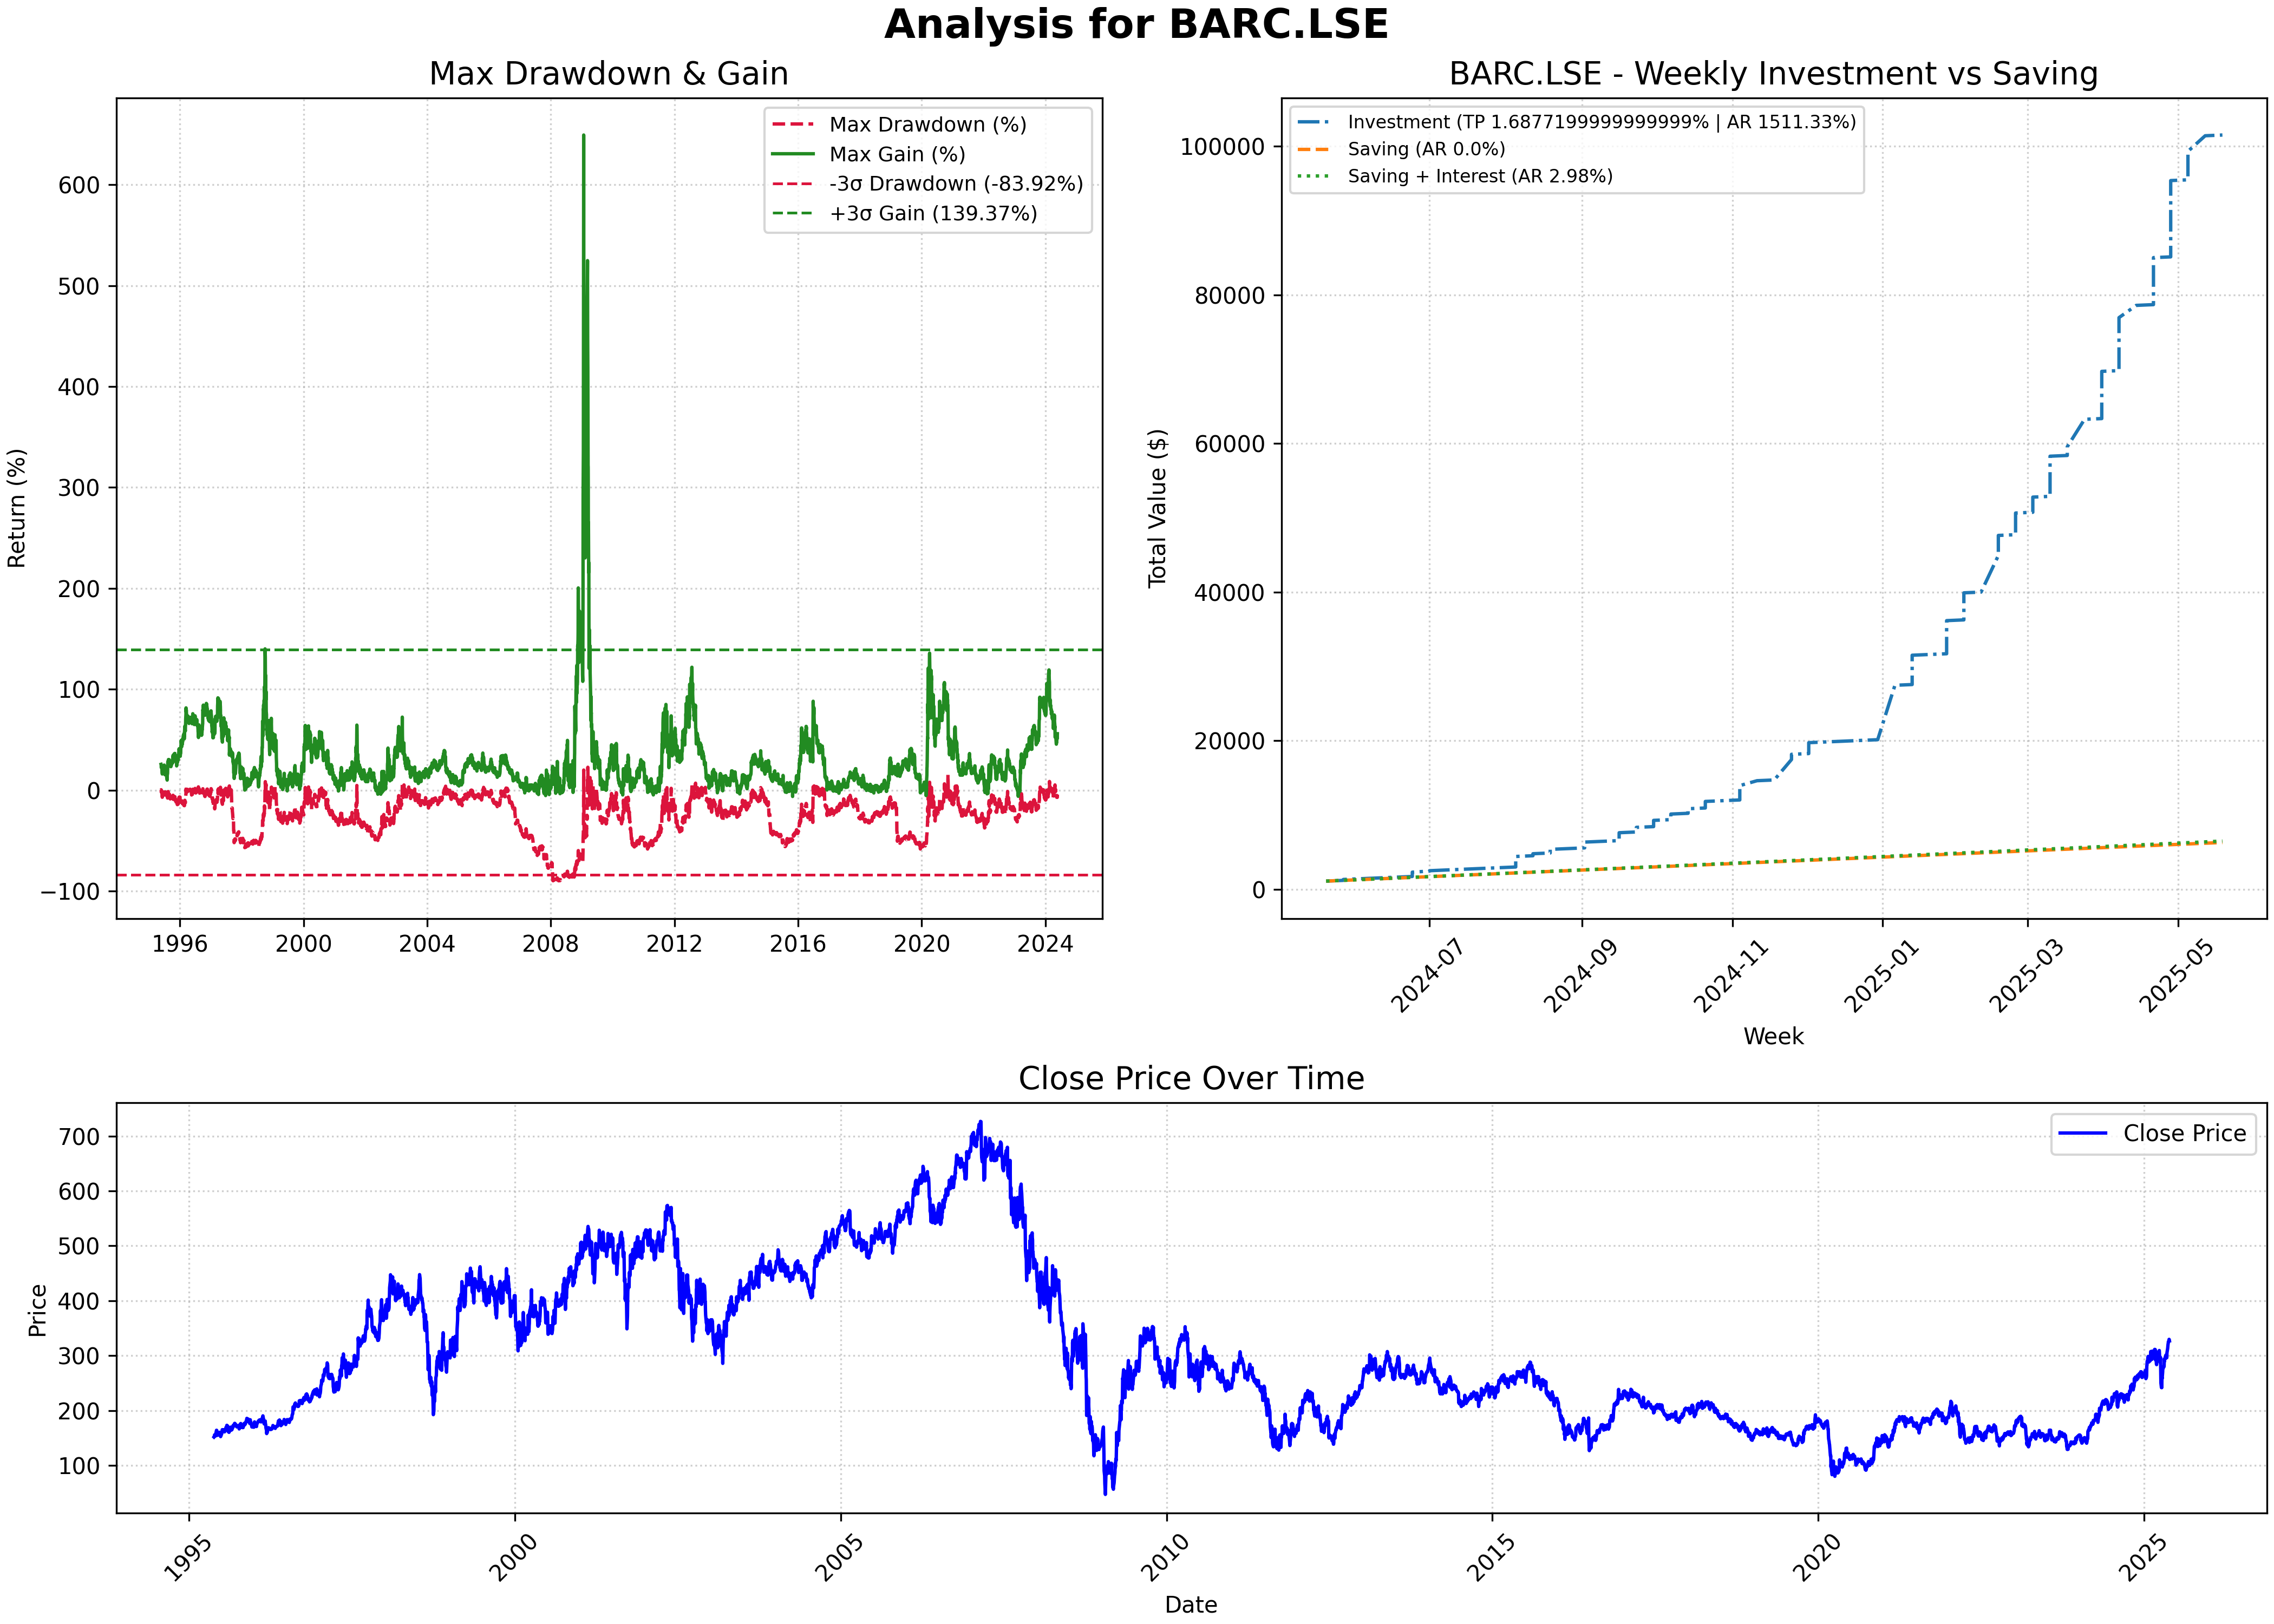 Analysis for BARC.LSE
Max Drawdown & Gain
Return (%)
600
500
400
300
200
100
0
−100
Max Drawdown (%)
Max Gain (%)
-3σ Drawdown (-83.92%)
+3σ Gain (139.37%)
1996
2000
2004
2008
2012
2016
2020
2024
BARC.LSE - Weekly Investment vs Saving
Total Value ($)
100000
80000
60000
40000
20000
0
Investment (TP 1.6877199999999999% | AR 1511.33%)
Saving (AR 0.0%)
Saving + Interest (AR 2.98%)
2024-07
2024-09
2024-11
2025-01
2025-03
2025-05
Week
Close Price Over Time
Price
700
600
500
400
300
200
100
Close Price
1995
2000
2005
2010
2015
2020
2025
Date